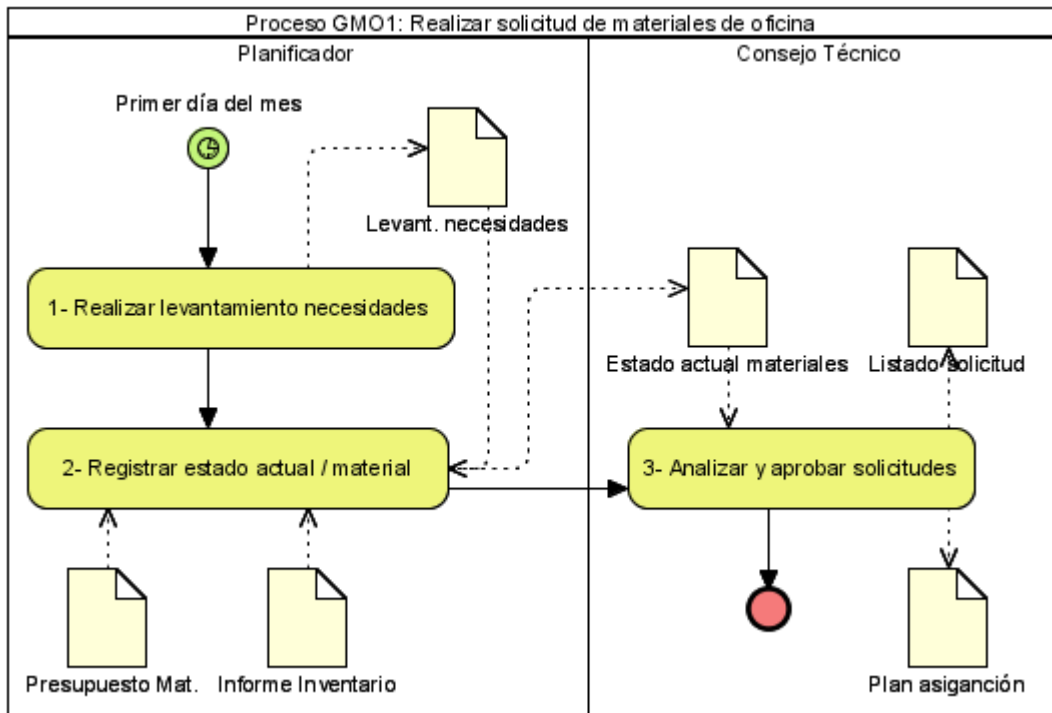 Proceso GMO1: Realizar solicitud de materiales de oficina
Planificador
Consejo Técnico
Primer día del mes
Levant. necesidades
1- Realizar levantamiento necesidades
Estado actual materiales
Listado solicitud
2- Registrar estado actual / material
3- Analizar y aprobar solicitudes
Presupuesto Mat.
Informe Inventario
Plan asigancción